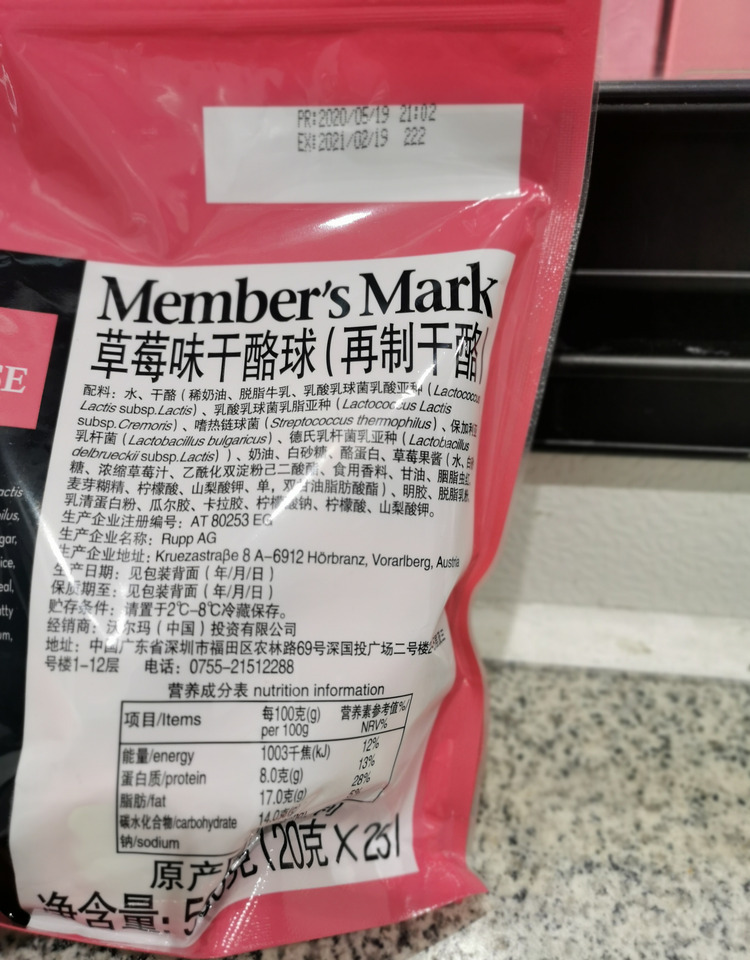 PR:2020/05/19 21:02
EX:2021/02/19 222
Member's Mark
草莓味干酪球(再制干酪)
配料：水、干酪（稀奶油、脱脂牛乳、乳酸乳球菌乳酸亚种（Lactococcus
Lactis subsp.Lactis）、乳酸乳球菌乳脂亚种（Lactococcus Lactis
subsp.Cremoris）、嗜热链球菌（Streptococcus thermophilus）、保加利亚
乳杆菌（Lactobacillus bulgaricus）、德氏乳杆菌乳亚种（Lactobacillus
delbrueckii subsp.Lactis））、奶油、白砂糖、酪蛋白、草莓果酱（水、白砂
糖、浓缩草莓汁、乙酰化双淀粉己二酸酯、食用香料、甘油、胭脂虫红、
麦芽糊精、柠檬酸、山梨酸钾、单，双甘油脂肪酸酯）、明胶、脱脂乳粉、
乳清蛋白粉、瓜尔胶、卡拉胶、柠檬酸钠、柠檬酸、山梨酸钾。
生产企业注册编号：AT 80253 EG
生产企业名称：Rupp AG
生产企业地址：Kruezastraβe 8 A-6912 Hörbranz, Vorarlberg, Austria
生产日期：见包装背面（年/月/日）
保质期至：见包装背面（年/月/日）
贮存条件：请置于2℃-8℃冷藏保存。
经销商：沃尔玛（中国）投资有限公司
地址：中国广东省深圳市福田区农林路69号深国投广场二号楼
号楼1-12层 电话：0755-21512288
营养成分表 nutrition information
项目/Items 每100克(g) 营养素参考值%/
per 100g NRV%
能量/energy 1003千焦(kJ) 12%
蛋白质/protein 8.0克(g) 13%
脂肪/fat 17.0克(g) 28%
碳水化合物/carbohydrate 14.0
钠/sodium
原产
净含量: (20克X25
CE
actis
ilus,
gar,
ice,
eal,
tty
um,